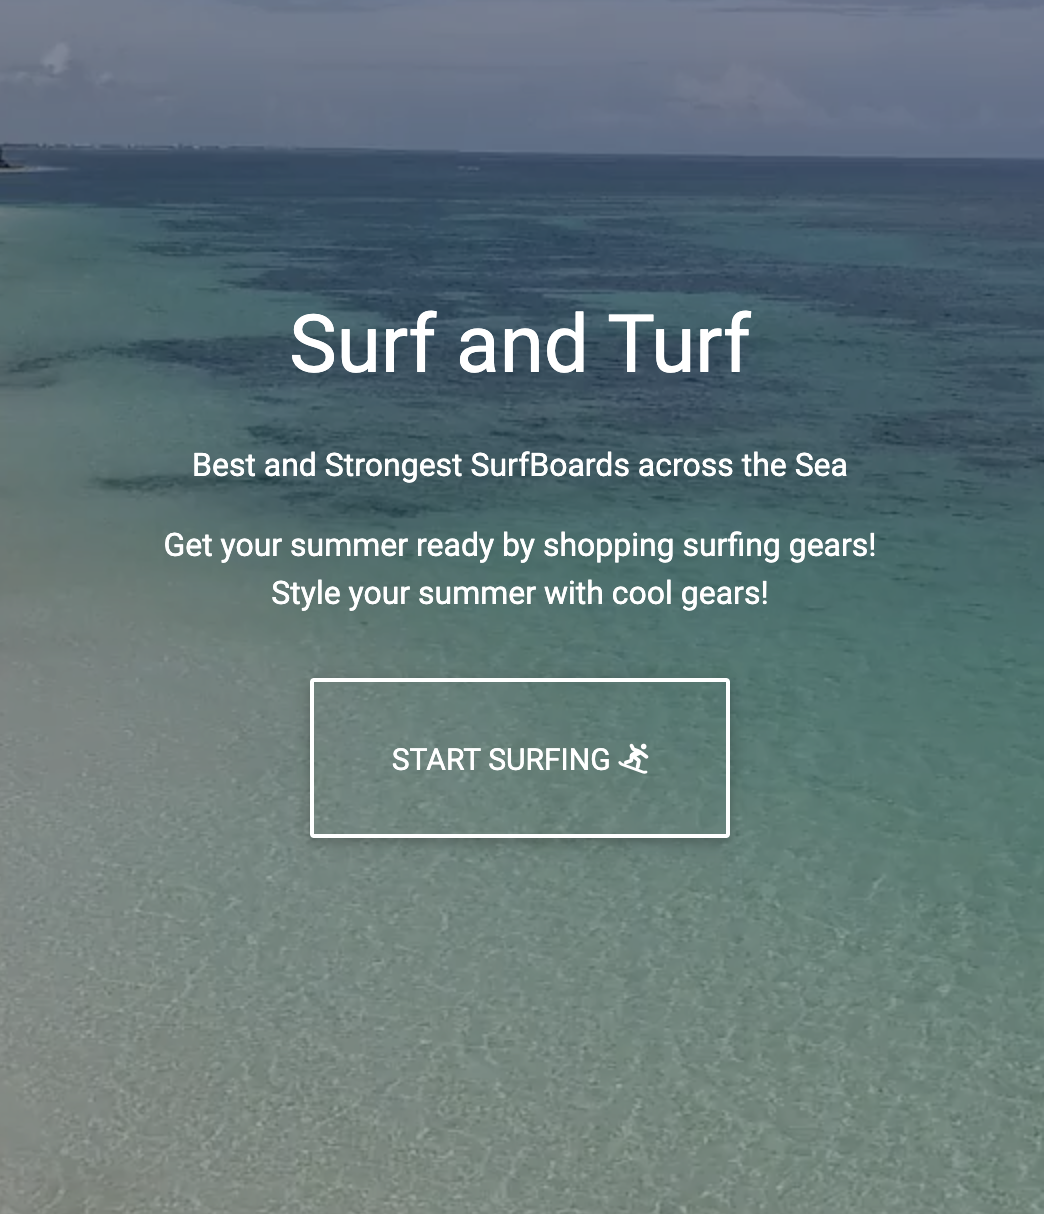 Surf and Turf
Best and Strongest SurfBoards across the Sea
Get your summer ready by shopping surfing gears!
Style your summer with cool gears!
START SURFING